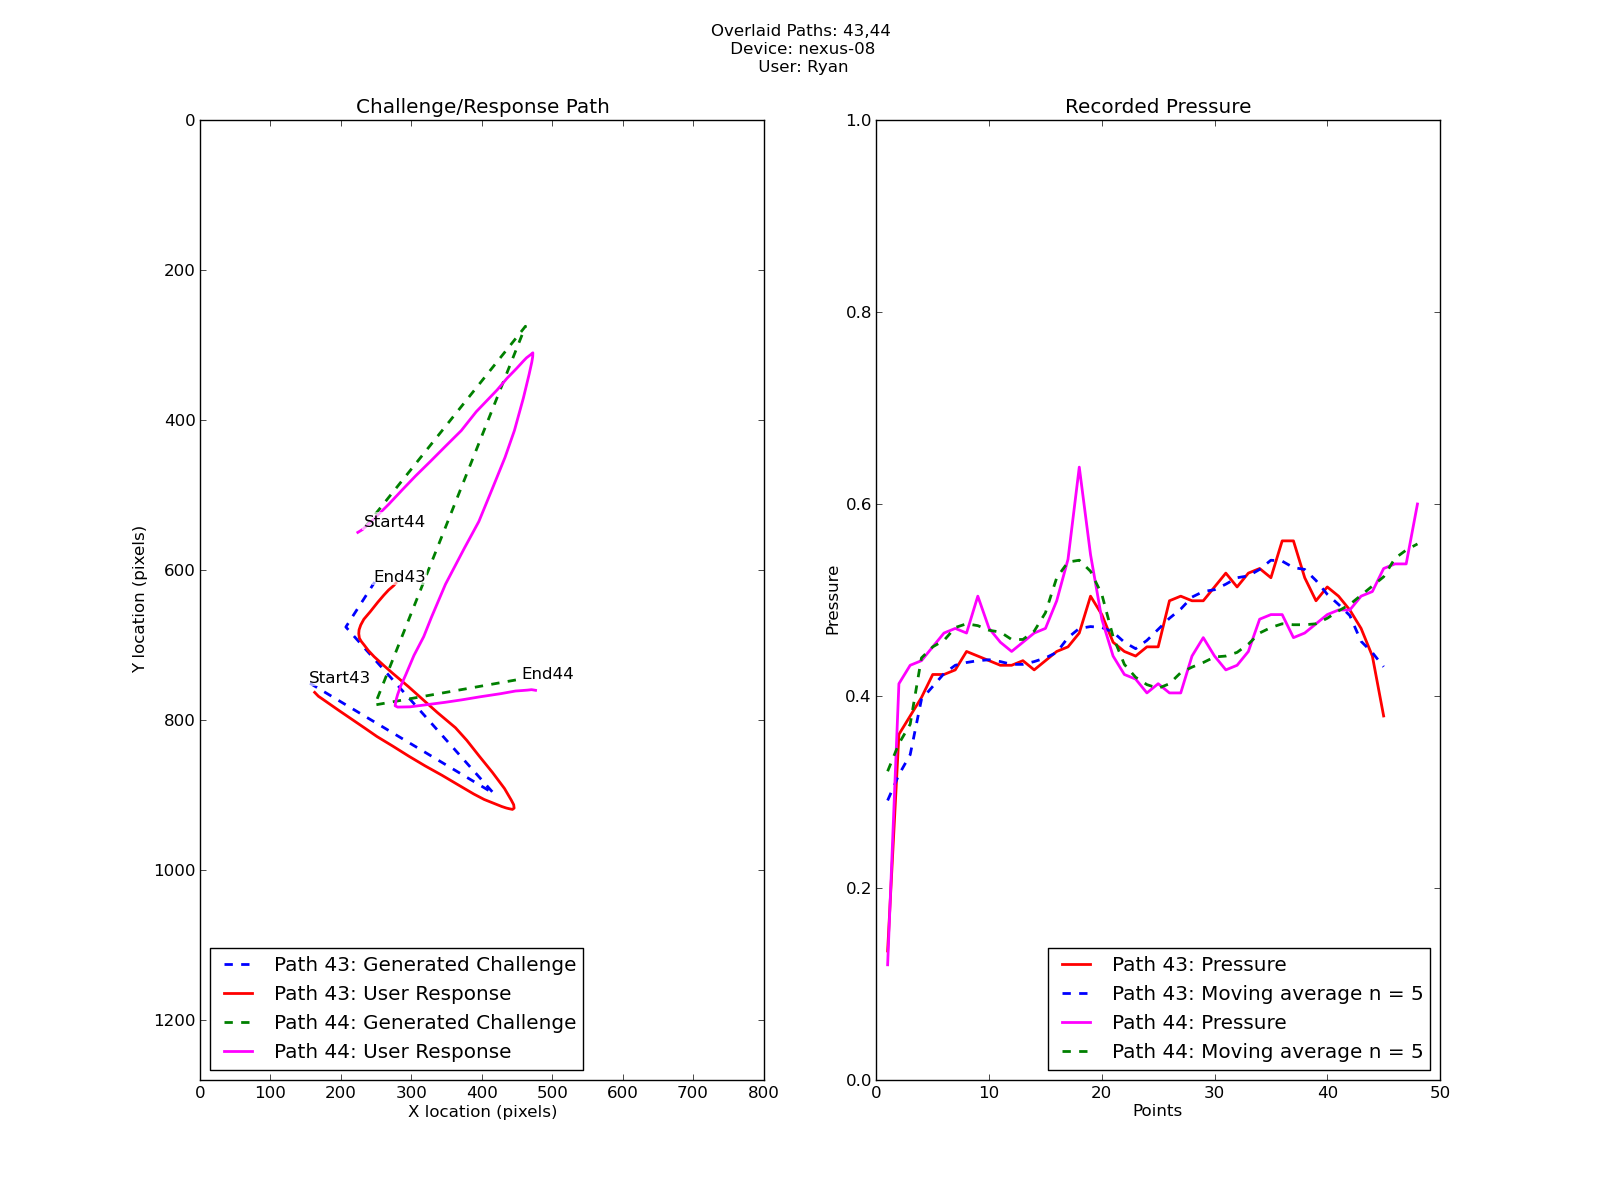 Overlaid Paths: 43,44
Device: nexus-08
User: Ryan
Challenge/Response Path
0
200
400
600
800
1000
1200
Y location (pixels)
Start44
End43
Start43
End44
Path 43: Generated Challenge
Path 43: User Response
Path 44: Generated Challenge
Path 44: User Response
0 100 200 300 400 500 600 700 800
X location (pixels)
Recorded Pressure
1.0
0.8
0.6
0.4
0.2
0.0
Pressure
Path 43: Pressure
Path 43: Moving average n = 5
Path 44: Pressure
Path 44: Moving average n = 5
0 10 20 30 40 50
Points